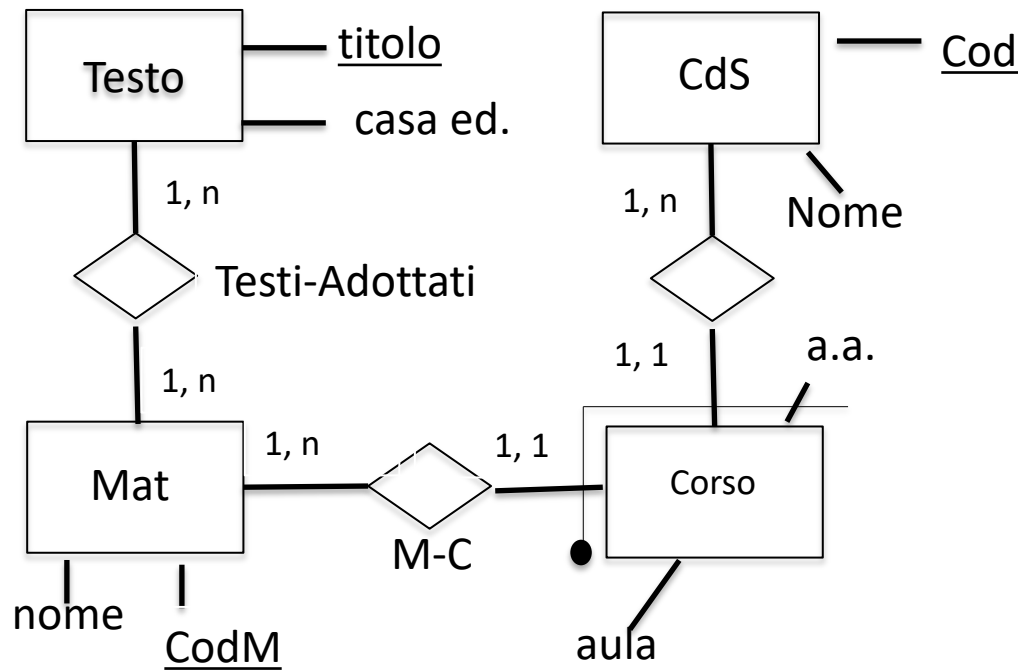 Testo
titolo
casa ed.
1, n
Testi-Adottati
1, n
Mat
nome
CodM
1, n
M-C
1, 1
CdS
Cod
Nome
1, n
1, 1
a.a.
Corso
aula